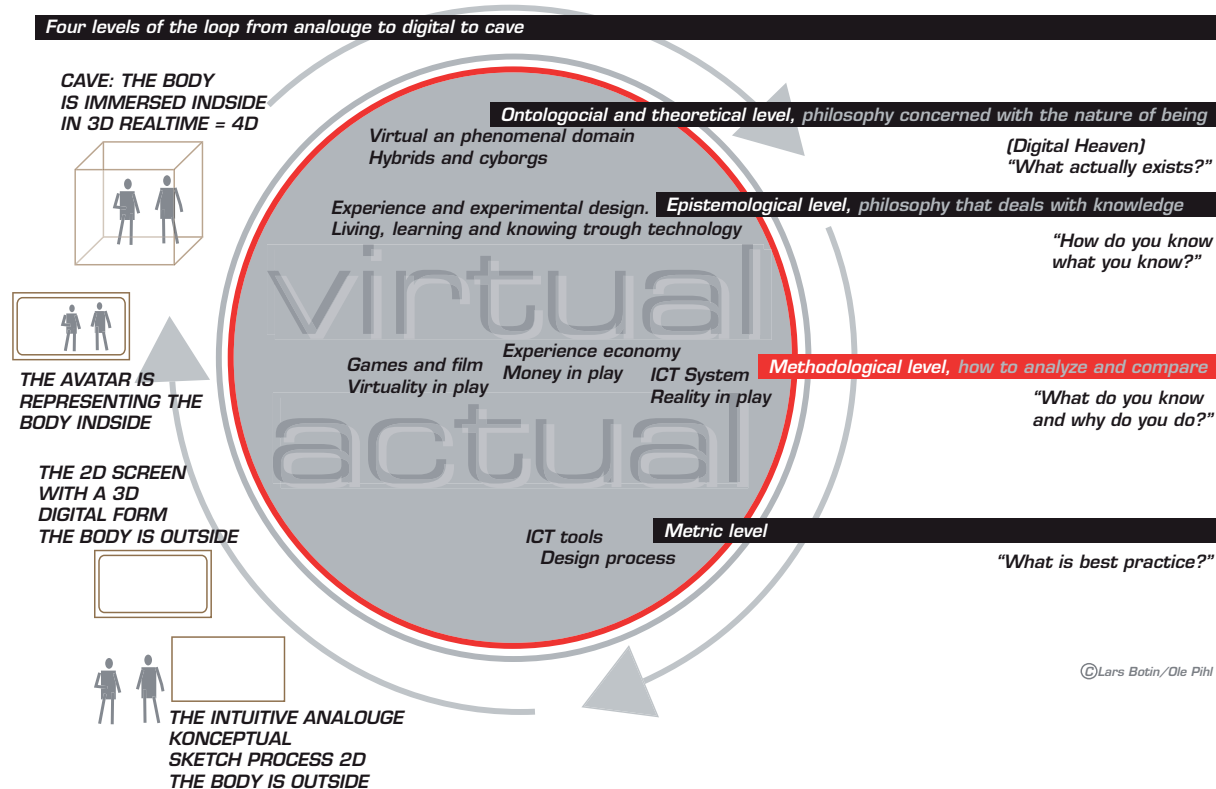 Four levels of the loop from analouge to digital to cave
CAVE: THE BODY
IS IMMERSED INDSIDE
IN 3D REALTIME = 4D
Ontologocial and theoretical level, philosophy concerned with the nature of being
Virtual an phenomenal domain
Hybrids and cyborgs
(Digital Heaven)
“What actually exists?”
Epistemological level, philosophy that deals with knowledge
Experience and experimental design.
Living, learning and knowing trough technology
“How do you know
what you know?”
virtual
THE AVATAR IS
REPRESENTING THE
BODY INDSIDE
Games and film
Virtuality in play
Experience economy
Money in play
ICT System
Reality in play
Methodological level, how to analyze and compare
“What do you know
and why do you do?”
actual
THE 2D SCREEN
WITH A 3D
DIGITAL FORM
THE BODY IS OUTSIDE
ICT tools
Design process
Metric level
“What is best practice?”
THE INTUITIVE ANALOUGE
KONCEPTUAL
SKETCH PROCESS 2D
THE BODY IS OUTSIDE
©Lars Botin/Ole Pihl